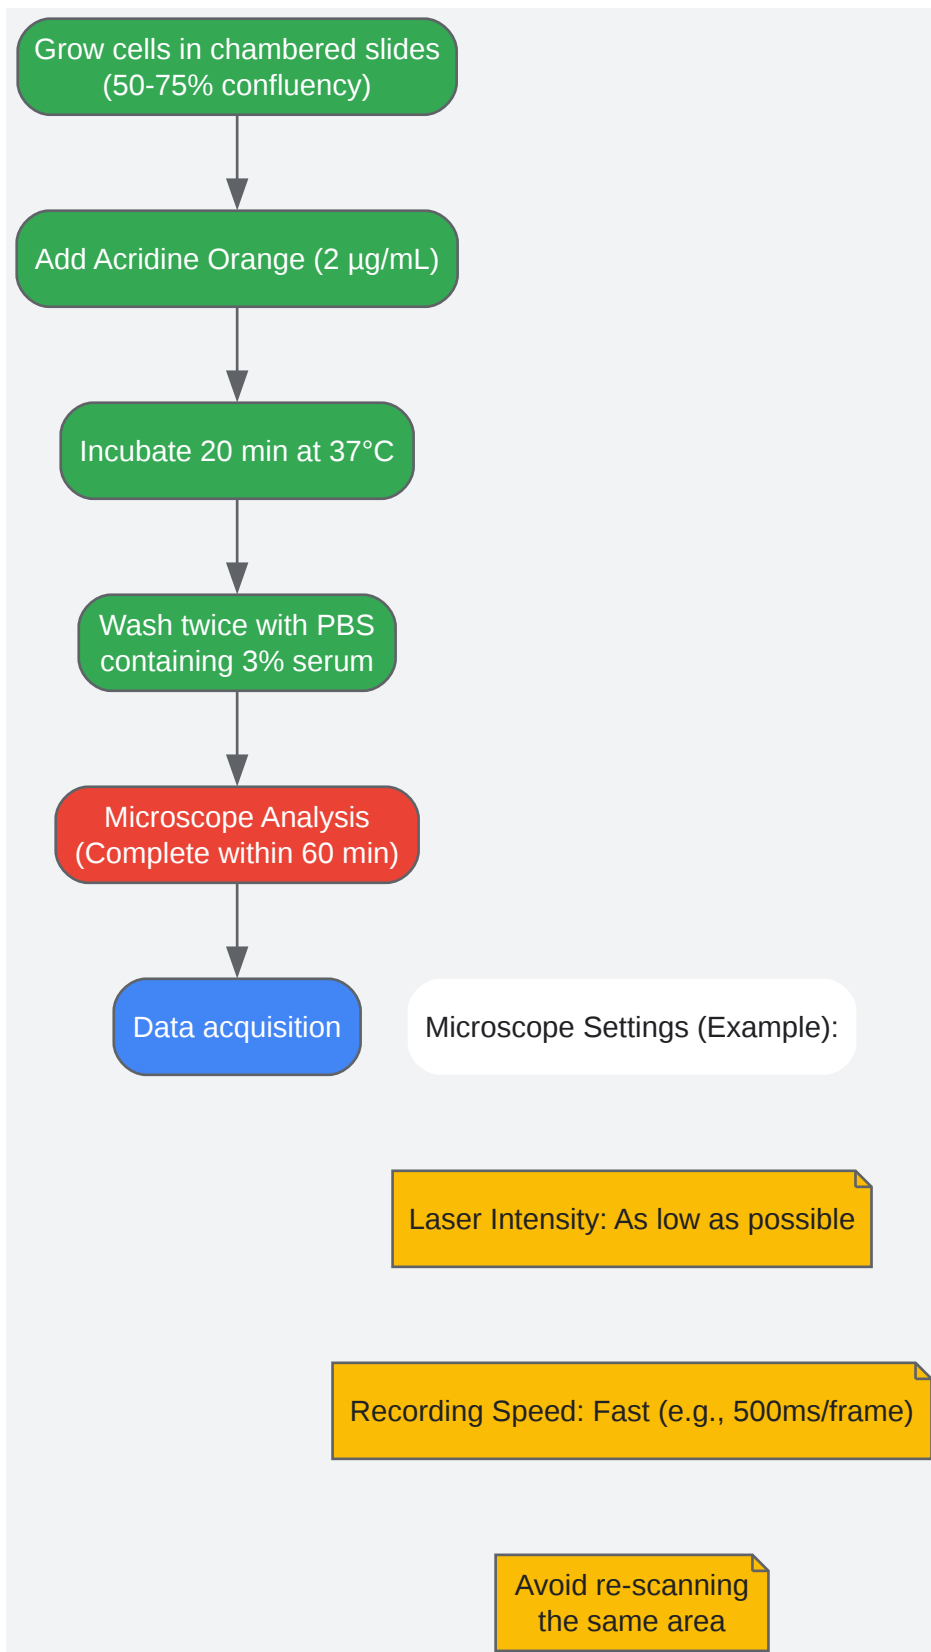 Grow cells in chambered slides
(50-75% confluency)
Add Acridine Orange (2 µg/mL)
Incubate 20 min at 37°C
Wash twice with PBS
containing 3% serum
Microscope Analysis
(Complete within 60 min)
Data acquisition
Microscope Settings (Example):
Laser Intensity: As low as possible
Recording Speed: Fast (e.g., 500ms/frame)
Avoid re-scanning
the same area